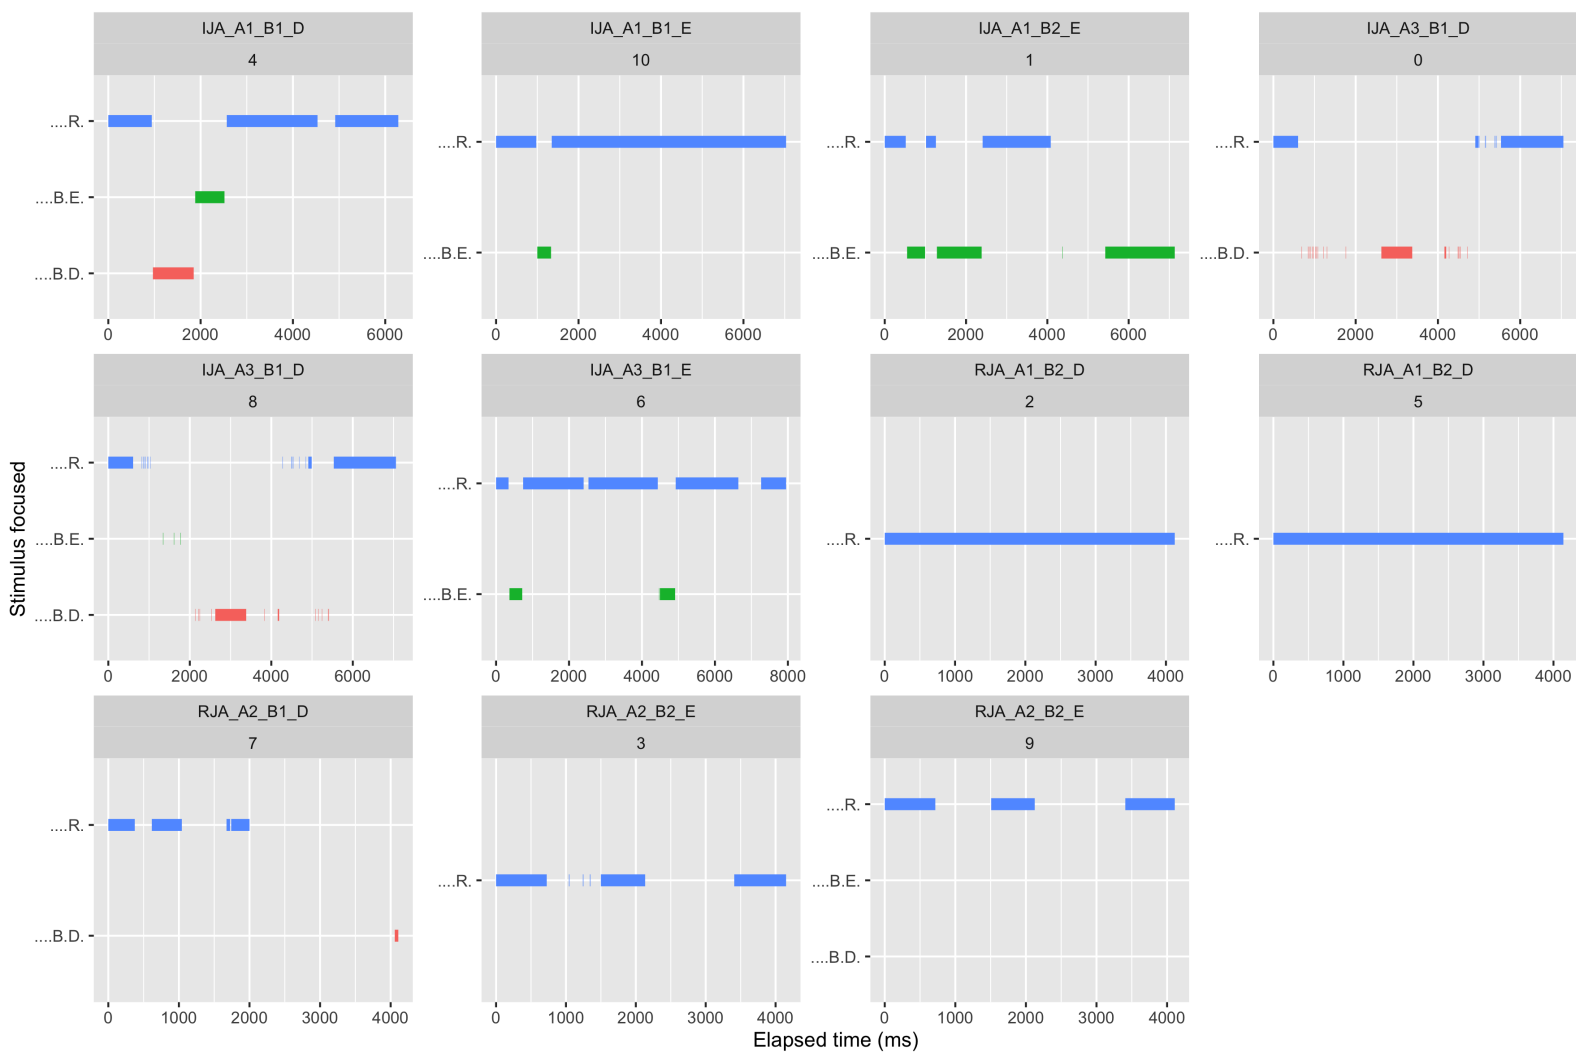 IJA_A1_B1_D
4
....R.
....B.E.
....B.D.
0 2000 4000 6000
IJA_A1_B1_E
10
....R.
....B.E.
0 2000 4000 6000
IJA_A1_B2_E
1
....R.
....B.E.
0 2000 4000 6000
IJA_A3_B1_D
0
....R.
....B.D.
0 2000 4000 6000
IJA_A3_B1_D
8
....R.
....B.E.
....B.D.
0 2000 4000 6000
IJA_A3_B1_E
6
....R.
....B.E.
0 2000 4000 6000 8000
RJA_A1_B2_D
2
....R.
0 1000 2000 3000 4000
RJA_A1_B2_D
5
....R.
0 1000 2000 3000 4000
RJA_A2_B1_D
7
....R.
....B.D.
0 1000 2000 3000 4000
RJA_A2_B2_E
3
....R.
0 1000 2000 3000 4000
RJA_A2_B2_E
9
....R.
....B.E.
....B.D.
0 1000 2000 3000 4000
Stimulus focused
Elapsed time (ms)